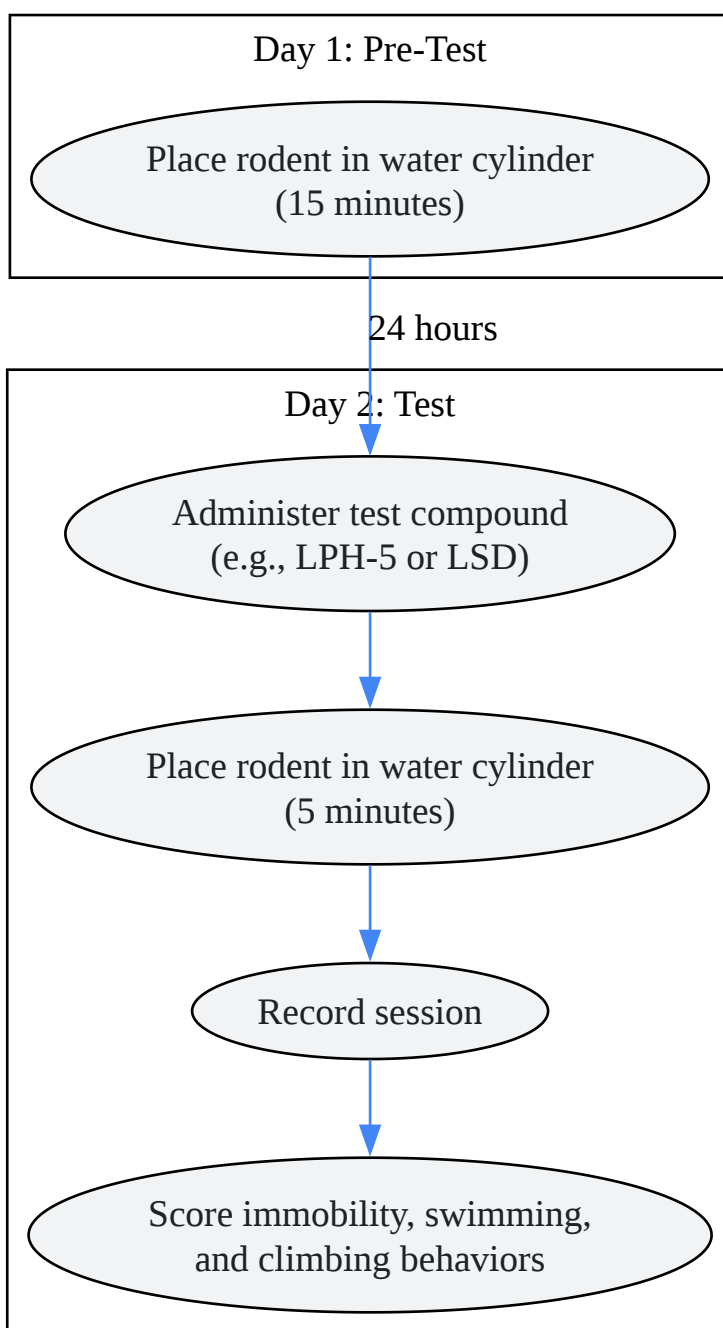 Day 1: Pre-Test
Place rodent in water cylinder
(15 minutes)
24 hours
Day 2: Test
Administer test compound
(e.g., LPH-5 or LSD)
Place rodent in water cylinder
(5 minutes)
Record session
Score immobility, swimming,
and climbing behaviors